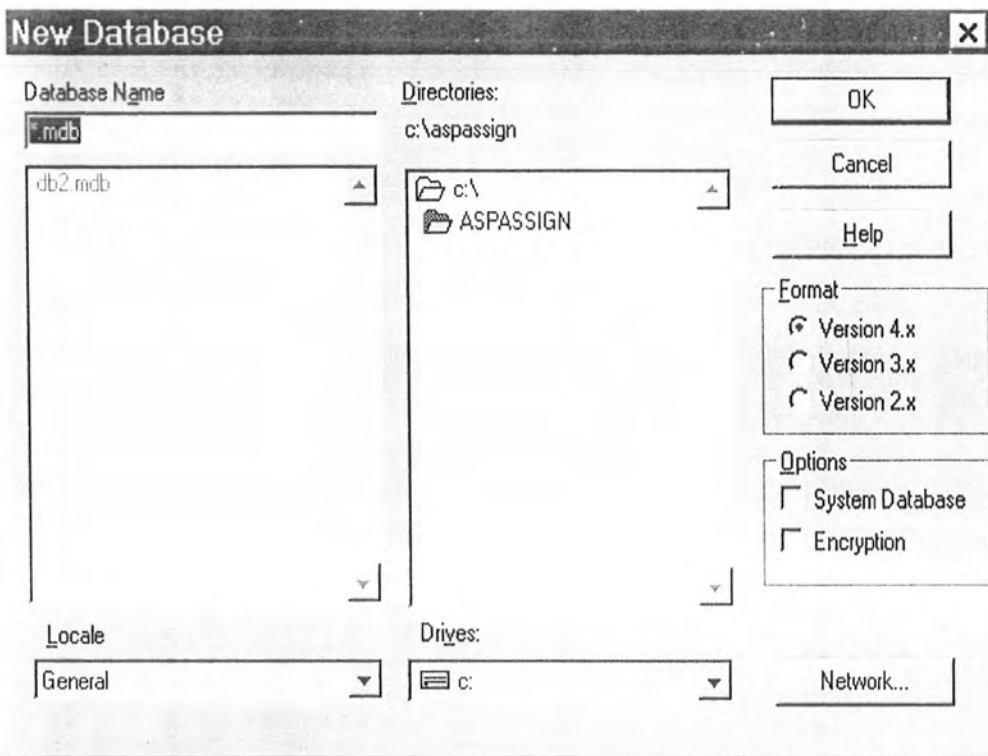 New Database
Database Name
*.mdb
db2.mdb
Locale
General
Directories:
c:\aspassign
c:\
ASPASSIGN
Drives:
c:
OK
Cancel
Help
Format
Version 4.x
Version 3.x
Version 2.x
Options
System Database
Encryption
Network...